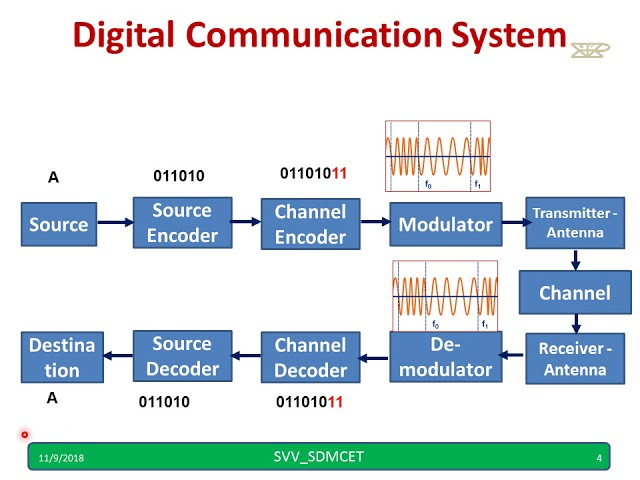 Digital Communication System
A
011010
01101011
f0
f1
Source
Source
Encoder
Channel
Encoder
Modulator
Transmitter -
Antenna
Channel
f0
f1
Destina
tion
Source
Decoder
Channel
Decoder
De-
modulator
Receiver -
Antenna
A
011010
01101011
11/9/2018
SVV_SDMCET
4